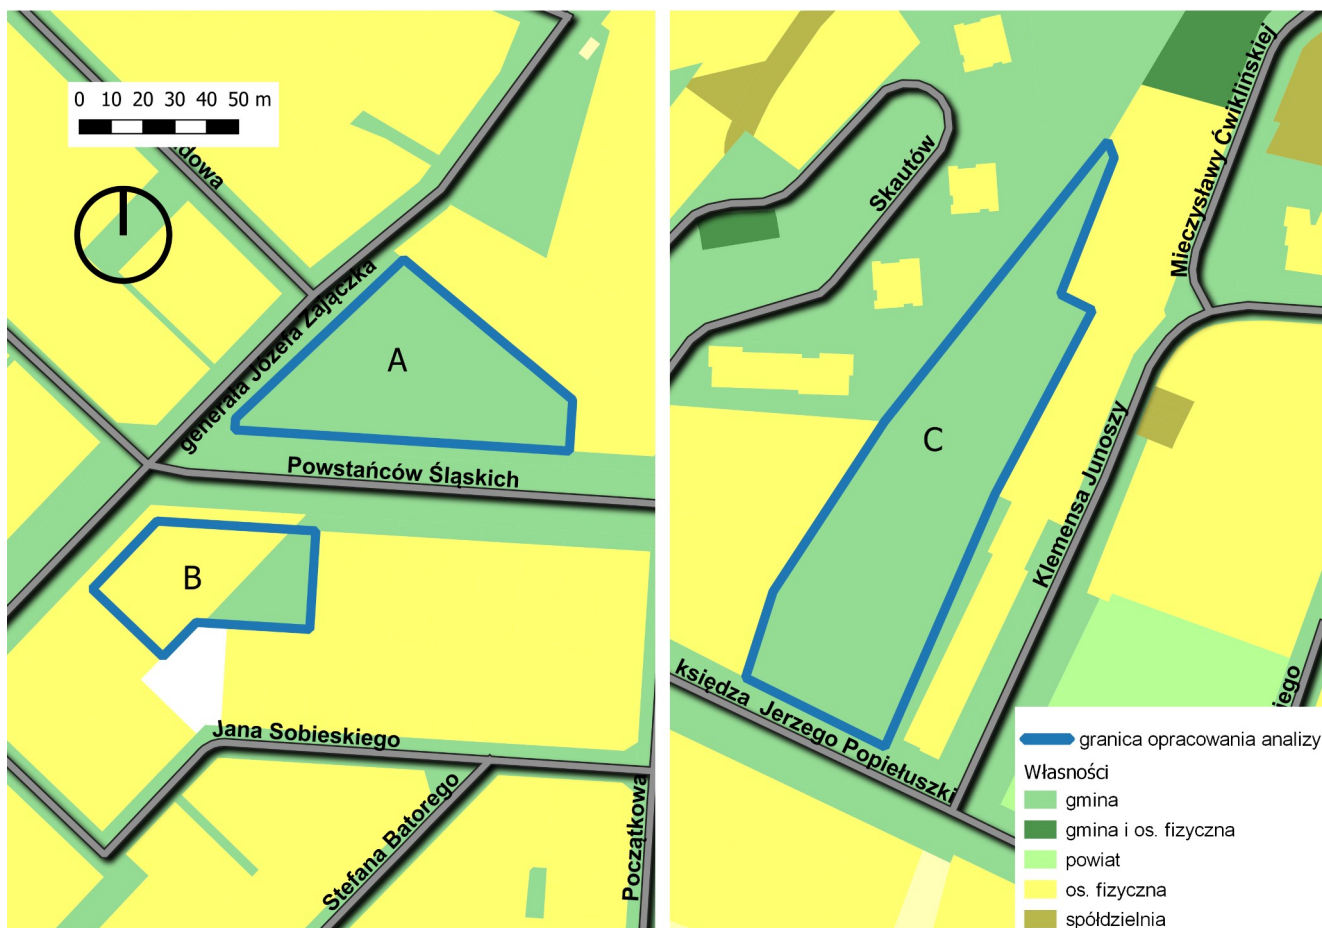 0 10 20 30 40 50 m
dowa
generała Józefa Zajączka
A
Powstańców Śląskich
B
Jana Sobieskiego
Stefana Batorego
Początkowa
Skautów
Mieczysławy Ćwiklińskiej
C
Klemensa Junoszy
księdza Jerzego Popiełuszki
iego
granica opracowania analizy
Własności
gmina
gmina i os. fizyczna
powiat
os. fizyczna
spółdzielnia